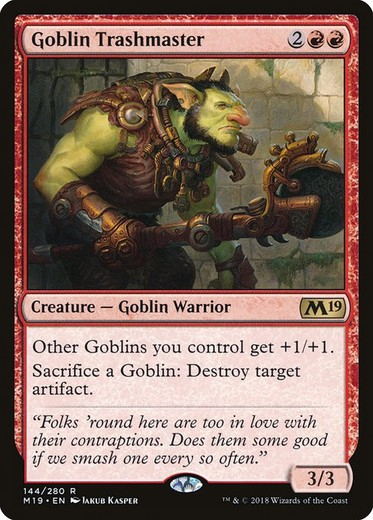 Goblin Trashmaster 2
Creature — Goblin Warrior M19
Other Goblins you control get +1/+1.
Sacrifice a Goblin: Destroy target
artifact.
“Folks ’round here are too in love with
their contraptions. Does them some good
if we smash one every so often.”
3/3
144/280 R
M19 • EN Jakub Kasper ™ & © 2018 Wizards of the Coast